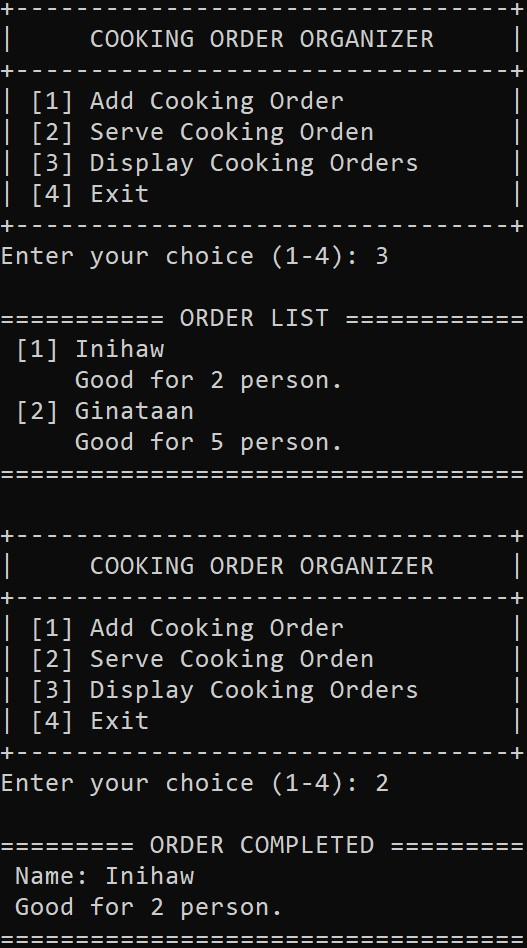 +---------------------------------+
|     COOKING ORDER ORGANIZER     |
+---------------------------------+
| [1] Add Cooking Order           |
| [2] Serve Cooking Orden         |
| [3] Display Cooking Orders      |
| [4] Exit                        |
+---------------------------------+
Enter your choice (1-4): 3
=========== ORDER LIST ============
 [1] Inihaw
     Good for 2 person.
 [2] Ginataan
     Good for 5 person.
===================================
+---------------------------------+
|     COOKING ORDER ORGANIZER     |
+---------------------------------+
| [1] Add Cooking Order           |
| [2] Serve Cooking Orden         |
| [3] Display Cooking Orders      |
| [4] Exit                        |
+---------------------------------+
Enter your choice (1-4): 2
========= ORDER COMPLETED =========
 Name: Inihaw
 Good for 2 person.
===================================